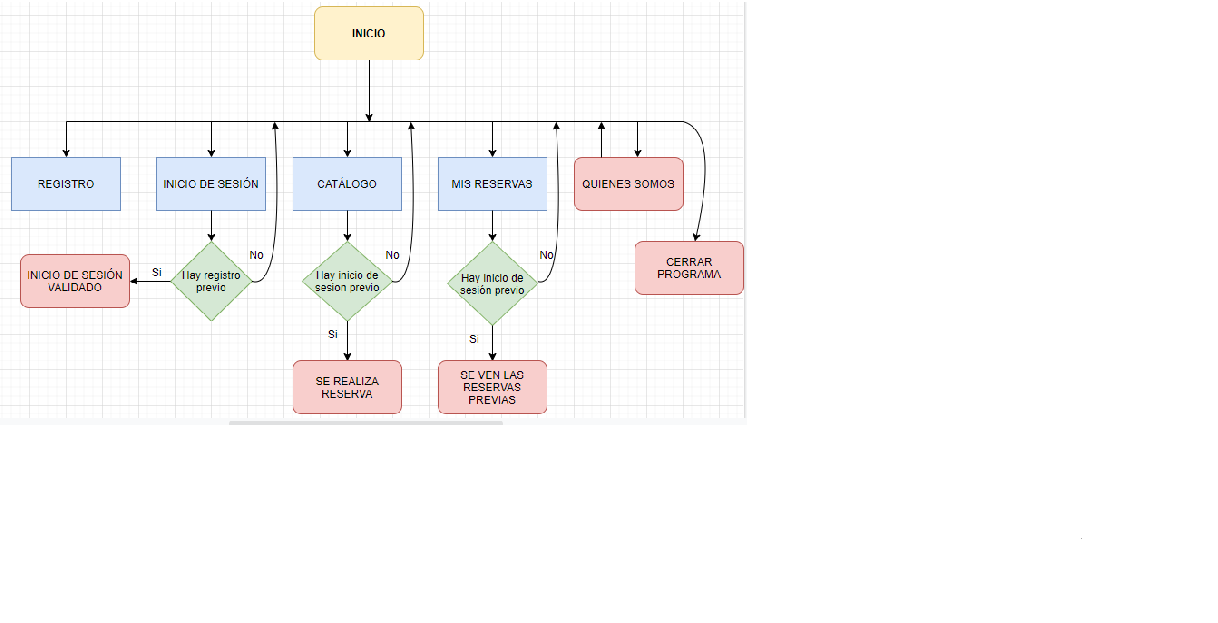 INICIO
REGISTRO
INICIO DE SESIÓN
CATÁLOGO
MIS RESERVAS
QUIENES SOMOS
No
No
No
CERRAR
PROGRAMA
INICIO DE SESIÓN
VALIDADO
Si
Hay registro
previo
Hay inicio de
sesion previo
Hay inicio de
sesión previo
Si
Si
SE REALIZA
RESERVA
SE VEN LAS
RESERVAS
PREVIAS